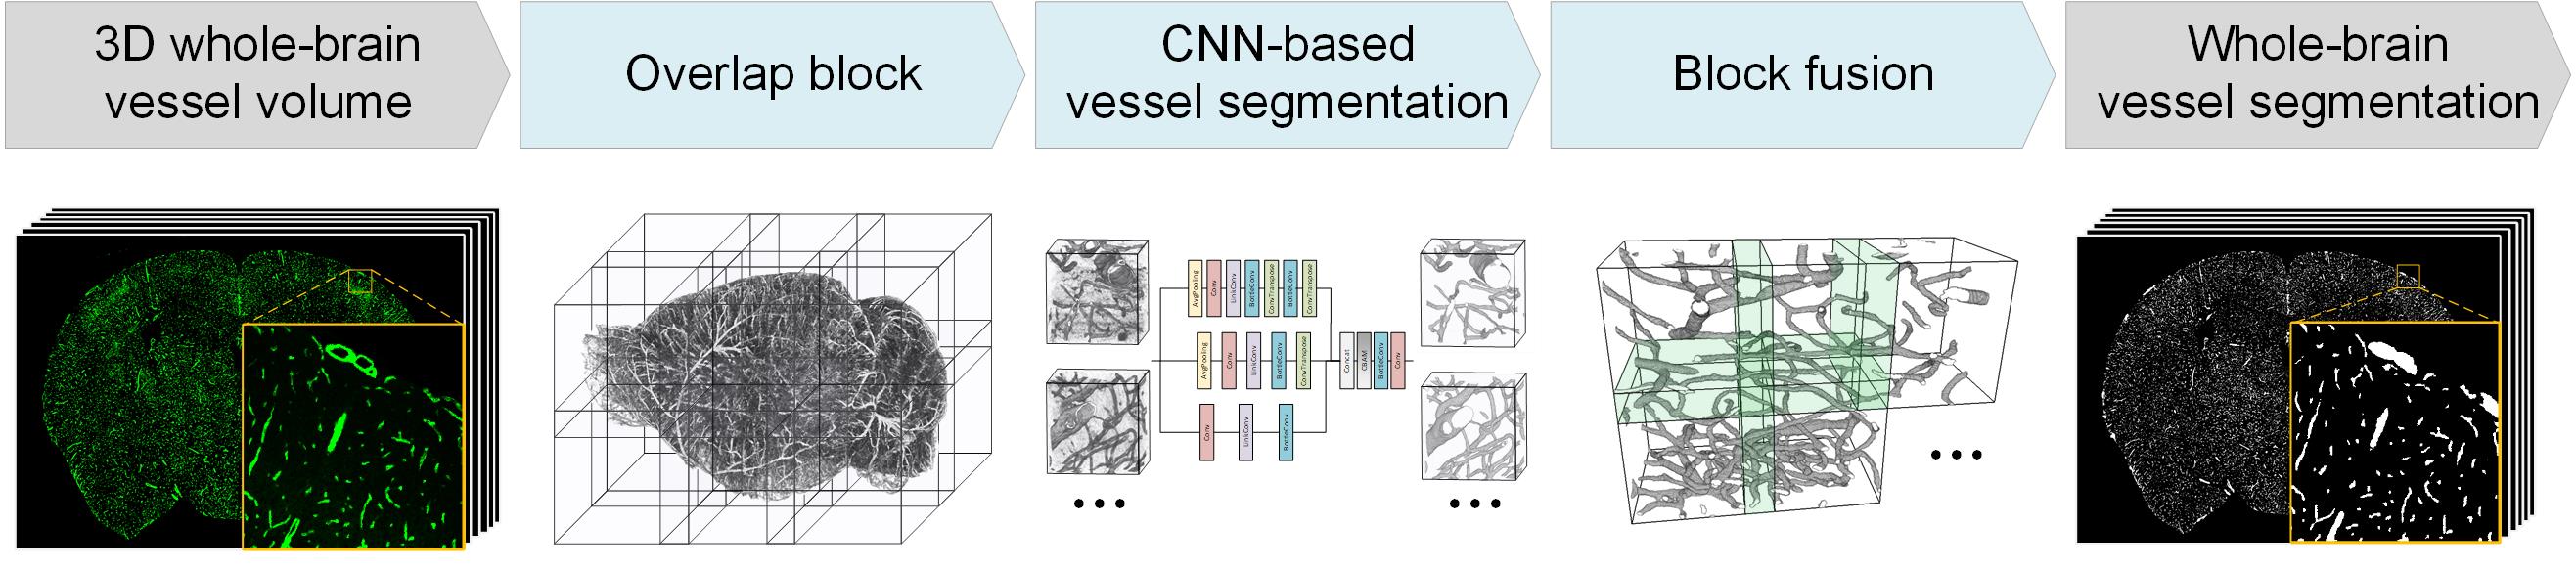 3D whole-brain
vessel volume
Overlap block
CNN-based
vessel segmentation
Block fusion
Whole-brain
vessel segmentation
AvgPooling
Conv
LinkConv
BottleConv
ConvTranspose
BottleConv
ConvTranspose
AvgPooling
Conv
LinkConv
BottleConv
ConvTranspose
Concat
CBAM
BottleConv
Conv
Conv
LinkConv
BottleConv